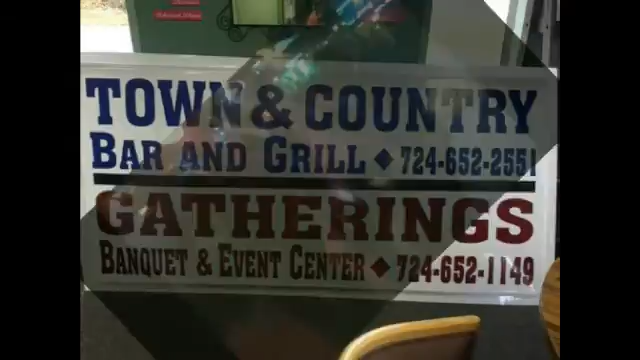 TOWN & COUNTRY
BAR AND GRILL ◆ 724-652-2551
GATHERINGS
BANQUET & EVENT CENTER ◆ 724-652-1149